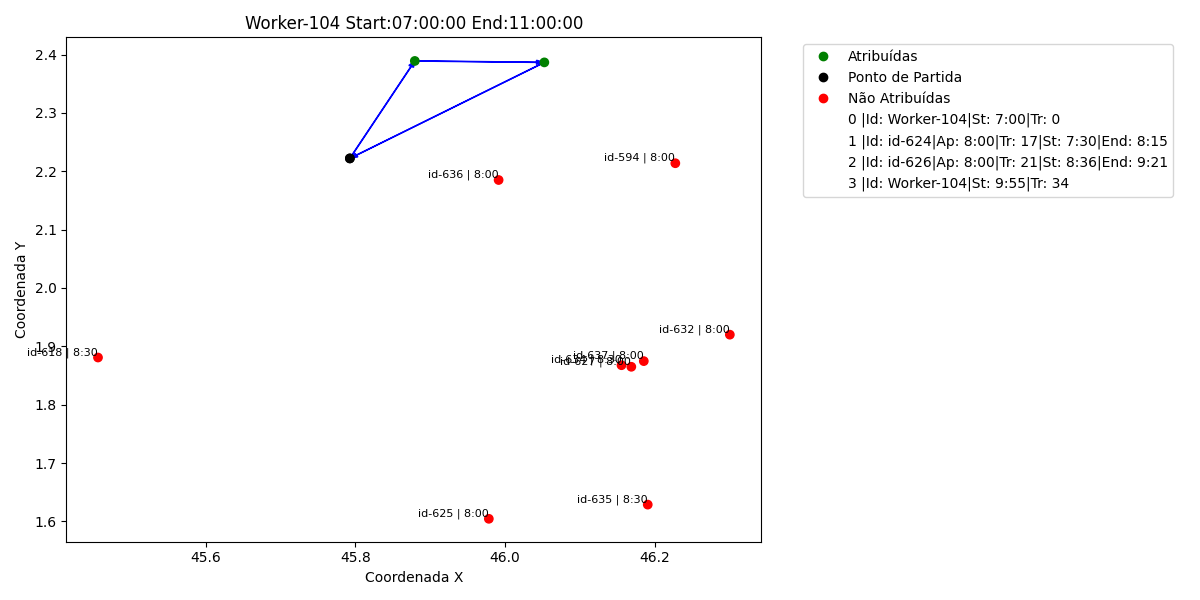 Worker-104 Start:07:00:00 End:11:00:00
Coordenada Y
2.4
2.3
2.2
2.1
2.0
1.9
1.8
1.7
1.6
id-594 | 8:00
id-636 | 8:00
id-632 | 8:00
id-618 | 8:30
id-637 | 8:00
id-627 | 8:00
id-635 | 8:30
id-625 | 8:00
45.6
45.8
46.0
46.2
Coordenada X
Atribuídas
Ponto de Partida
Não Atribuídas
0 |Id: Worker-104|St: 7:00|Tr: 0
1 |Id: id-624|Ap: 8:00|Tr: 17|St: 7:30|End: 8:15
2 |Id: id-626|Ap: 8:00|Tr: 21|St: 8:36|End: 9:21
3 |Id: Worker-104|St: 9:55|Tr: 34